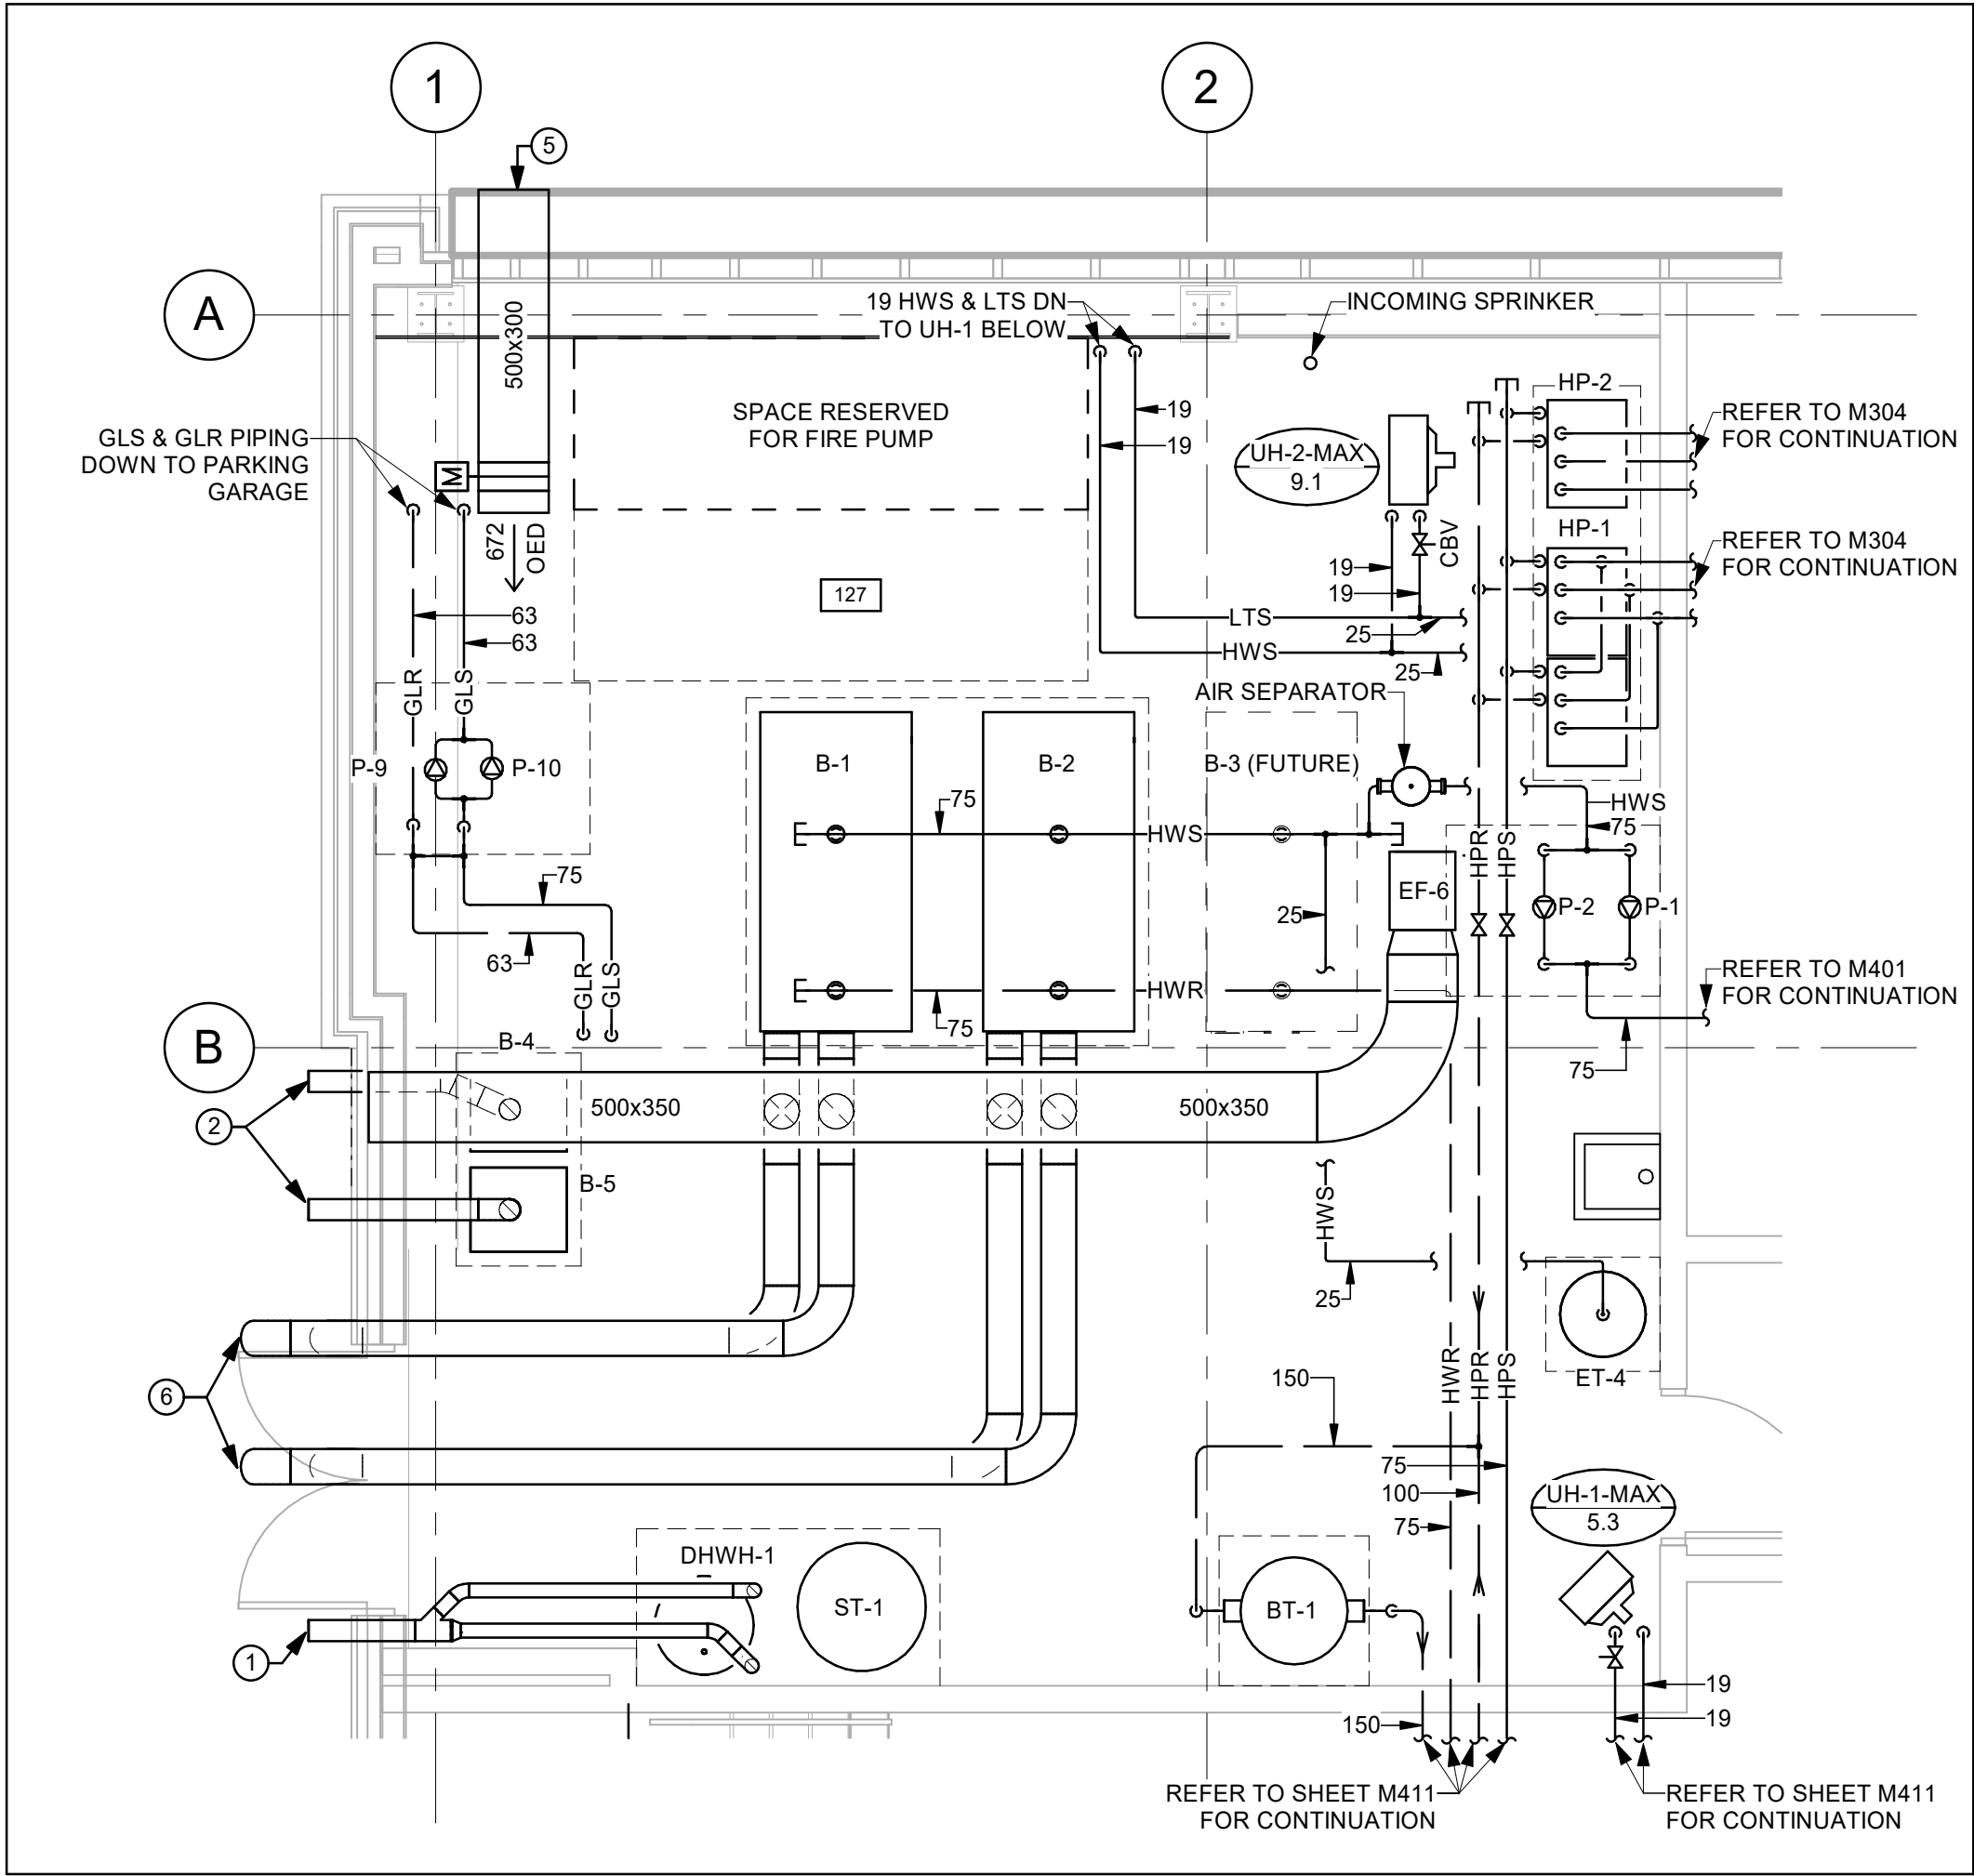 1
2
5
A
500x300
19 HWS & LTS DN
TO UH-1 BELOW
INCOMING SPRINKER
SPACE RESERVED
FOR FIRE PUMP
19
19
HP-2
REFER TO M304
FOR CONTINUATION
GLS & GLR PIPING
DOWN TO PARKING
GARAGE
M
UH-2-MAX
9.1
672
OED
CBV
HP-1
REFER TO M304
FOR CONTINUATION
19
19
127
63
63
LTS
25
HWS
25
GLR
GLS
AIR SEPARATOR
P-9
P-10
B-1
B-2
B-3 (FUTURE)
75
HWS
HWS
75
HPR
HPS
75
EF-6
P-2
P-1
25
63
GLR
GLS
HWR
75
REFER TO M401
FOR CONTINUATION
75
B
B-4
2
500x350
500x350
B-5
HWS
25
ET-4
HWR
HPR
HPS
6
150
75
100
75
UH-1-MAX
5.3
DHWH-1
ST-1
BT-1
1
19
19
150
REFER TO SHEET M411
FOR CONTINUATION
REFER TO SHEET M411
FOR CONTINUATION